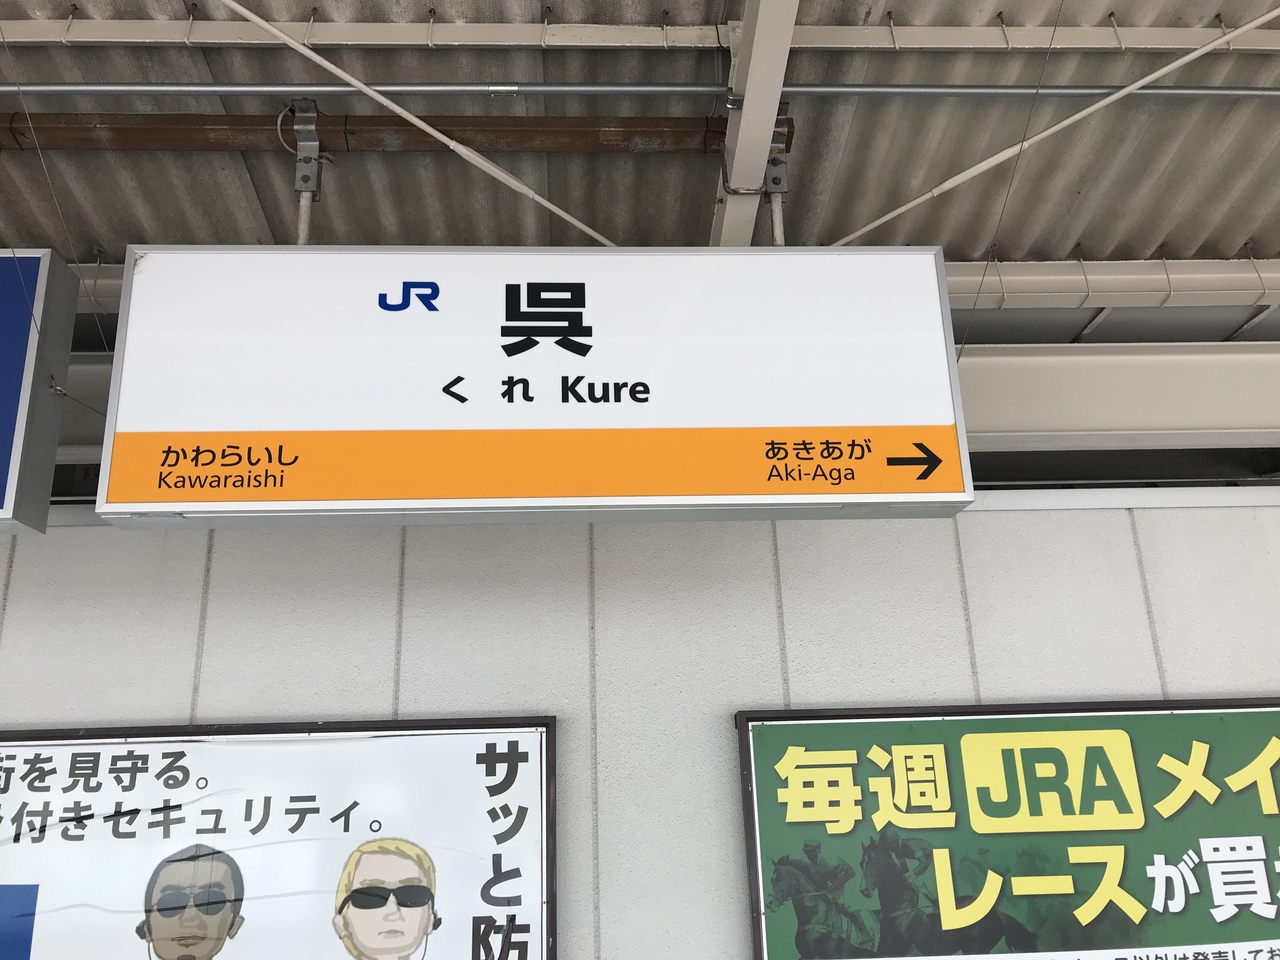 JR 呉
くれ Kure
かわらいし
Kawaraishi
あきあが →
Aki-Aga
街を見守る。
付きセキュリティ。
サッと防
毎週JRAメイ
レースが買